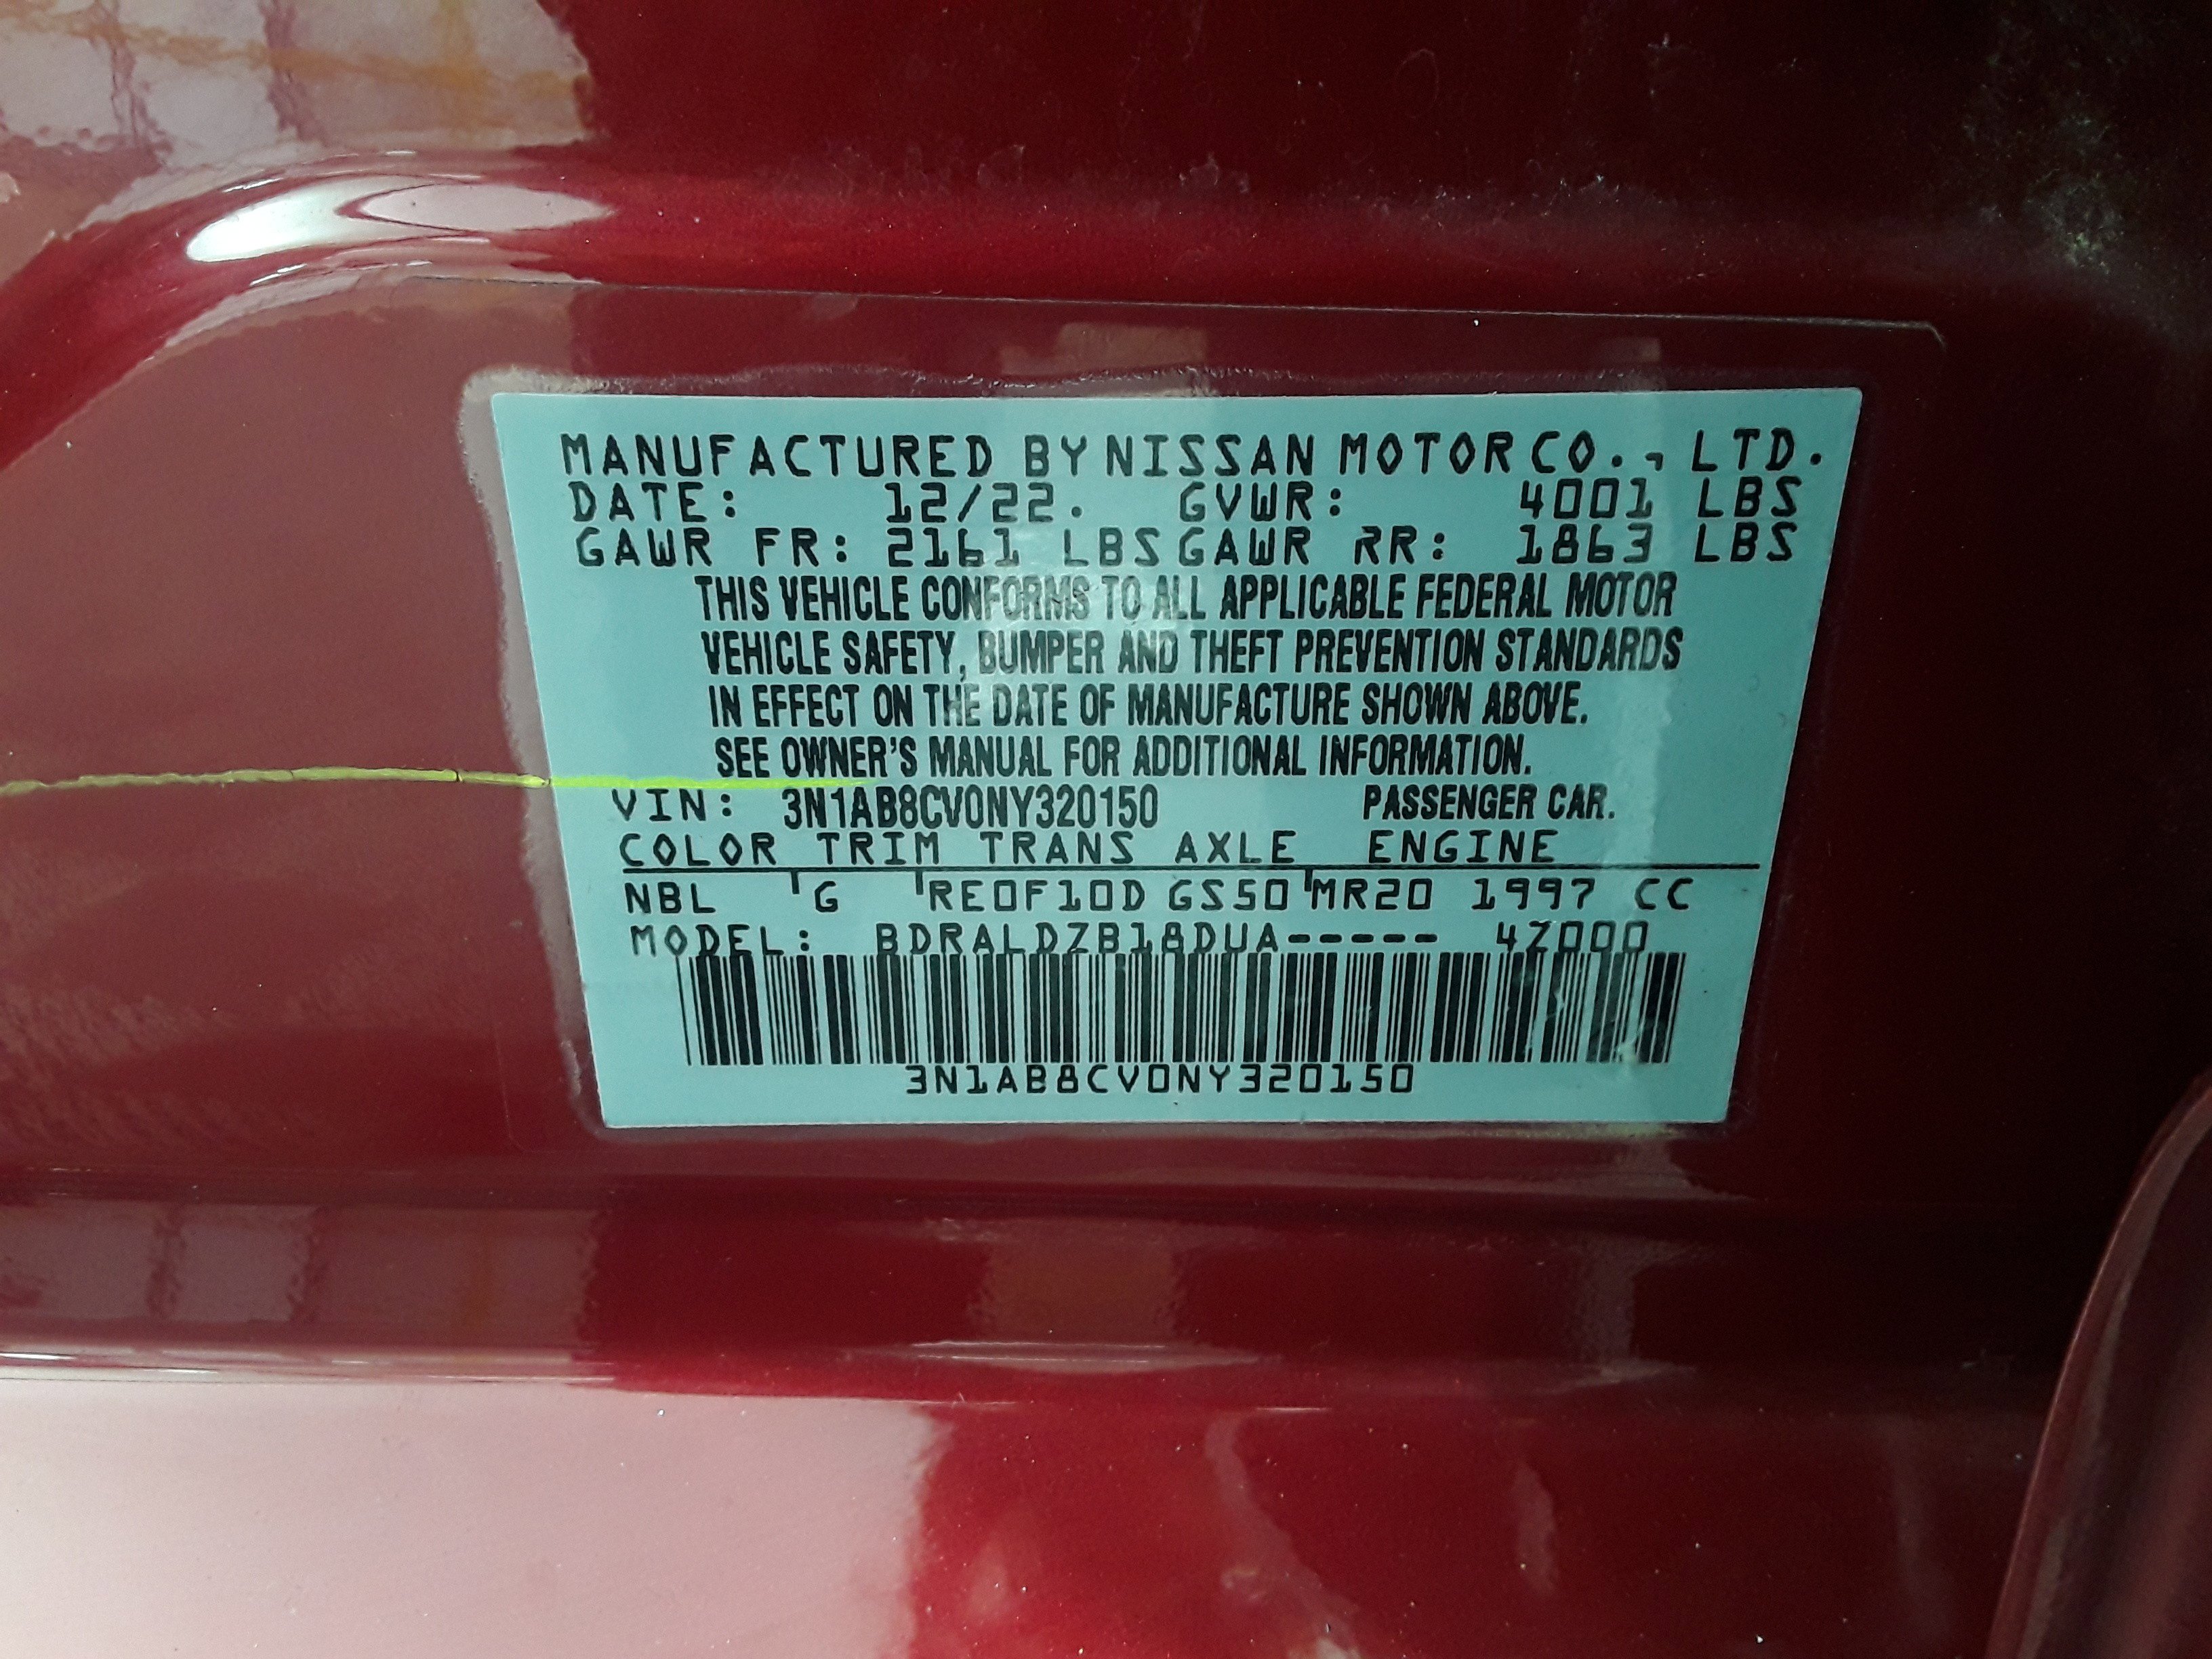 MANUFACTURED BY NISSAN MOTOR CO., LTD.
DATE: 12/22. GVWR: 4001 LBS
GAWR FR: 2161 LBS GAWR RR: 1863 LBS
THIS VEHICLE CONFORMS TO ALL APPLICABLE FEDERAL MOTOR
VEHICLE SAFETY, BUMPER AND THEFT PREVENTION STANDARDS
IN EFFECT ON THE DATE OF MANUFACTURE SHOWN ABOVE.
SEE OWNER'S MANUAL FOR ADDITIONAL INFORMATION.
VIN: 3N1AB8CV0NY320150 PASSENGER CAR.
COLOR TRIM TRANS AXLE ENGINE
NBL G RE0F10D GS50 MR20 1997 CC
MODEL: BDRALDZB18DUA----- 4Z000
3N1AB8CV0NY320150